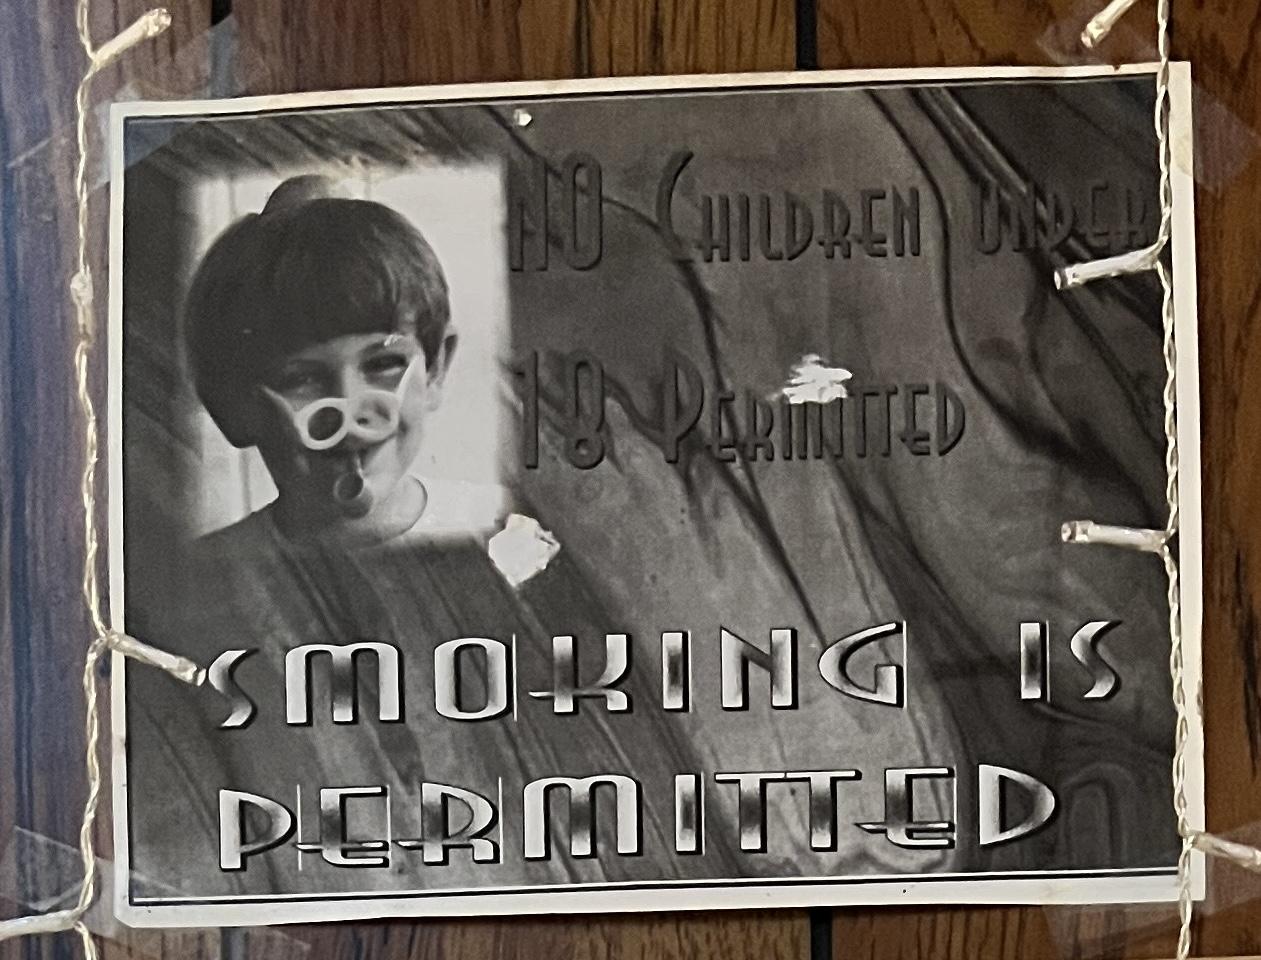 NO CHILDREN UNDER
18 PERMITTED
SMOKING IS
PERMITTED